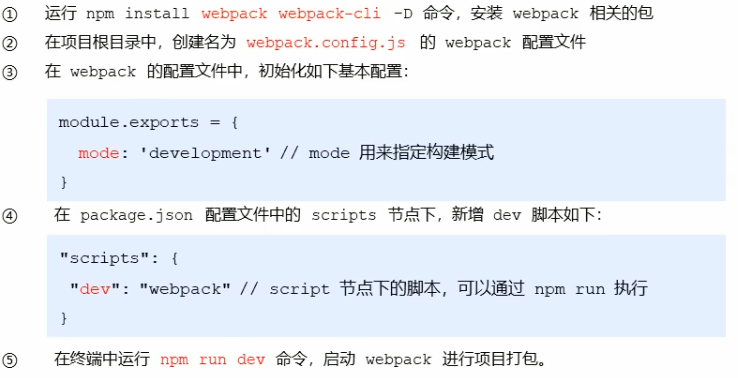 ① 运行 npm install webpack webpack-cli -D 命令，安装 webpack 相关的包
② 在项目根目录中，创建名为 webpack.config.js 的 webpack 配置文件
③ 在 webpack 的配置文件中，初始化如下基本配置：
module.exports = {
mode: 'development' // mode 用来指定构建模式
}
④ 在 package.json 配置文件中的 scripts 节点下，新增 dev 脚本如下：
"scripts": {
"dev": "webpack" // script 节点下的脚本，可以通过 npm run 执行
}
⑤ 在终端中运行 npm run dev 命令，启动 webpack 进行项目打包。